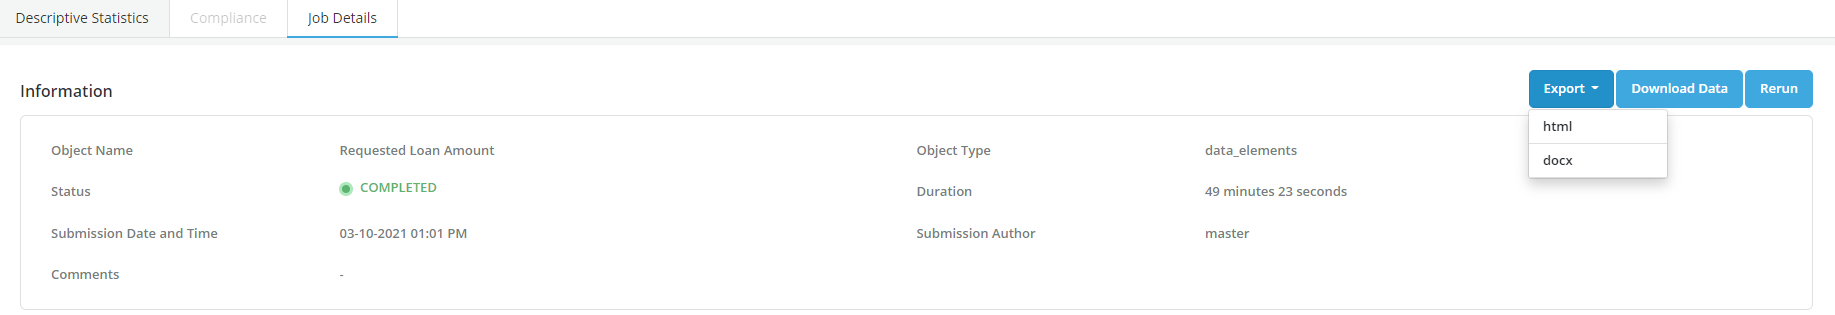 Descriptive Statistics Compliance Job Details
Information Export Download Data Rerun
html
docx
Object Name Requested Loan Amount Object Type data_elements
Status COMPLETED Duration 49 minutes 23 seconds
Submission Date and Time 03-10-2021 01:01 PM Submission Author master
Comments -